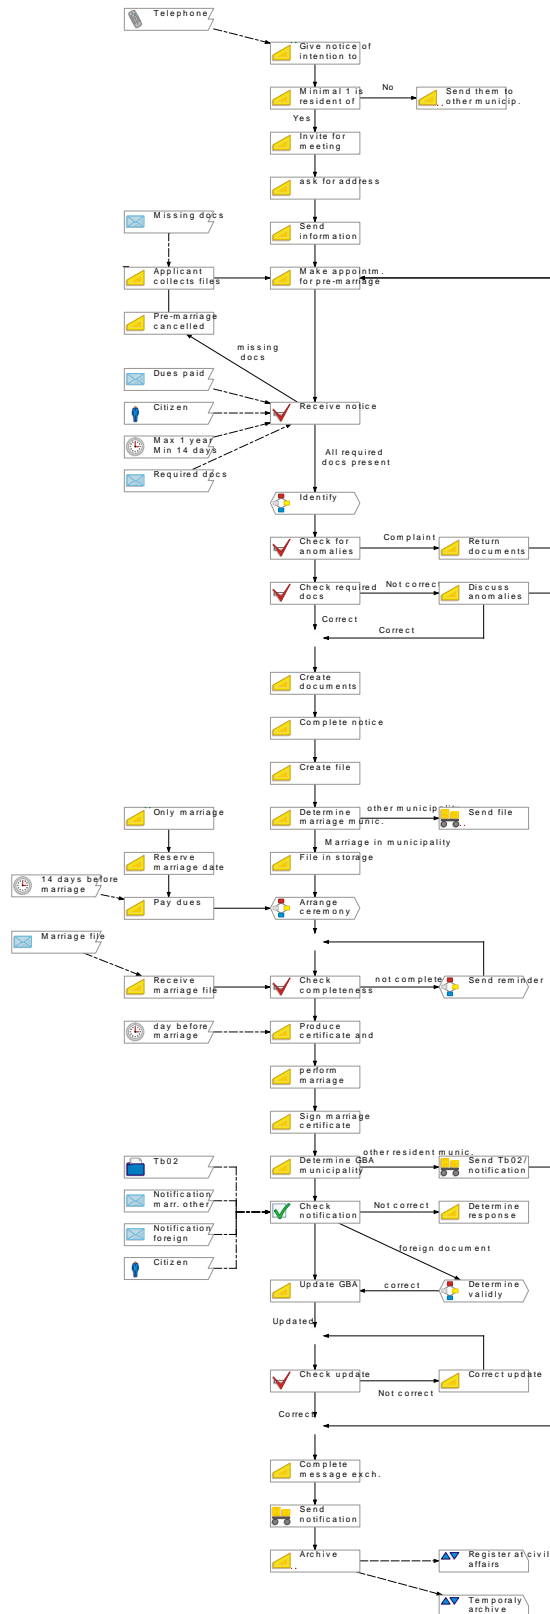 Telephone
Give notice of
intention to
Minimal 1 is
resident of
No
Send them to
other municip.
Yes
Invite for
meeting
ask for address
Missing docs
Send
information
Applicant
collects files
Make appointm.
for pre-marriage
Pre-marriage
cancelled
missing
docs
Dues paid
Citizen
Receive notice
Max 1 year
Min 14 days
Required docs
All required
docs present
Identify
Check for
anomalies
Complaint
Return
documents
Check required
docs
Not correct
Discuss
anomalies
Correct
Correct
Create
documents
Complete notice
Create file
Only marriage
Determine
marriage munic.
other municipality
Send file
Marriage in municipality
Reserve
marriage date
File in storage
14 days before
marriage
Pay dues
Arrange
ceremony
Marriage file
Receive
marriage file
Check
completeness
not complete
Send reminder
day before
marriage
Produce
certificate and
perform
marriage
Sign marriage
certificate
other resident munic.
Tb02
Determine GBA
municipality
Send Tb02/
notification
Notification
marr. other
Check
notification
Not correct
Determine
response
Notification
foreign
foreign document
Citizen
Update GBA
correct
Determine
validly
Updated
Check update
Not correct
Correct update
Correct
Complete
message exch.
Send
notification
Archive
Register at civil
affairs
Temporaly
archive